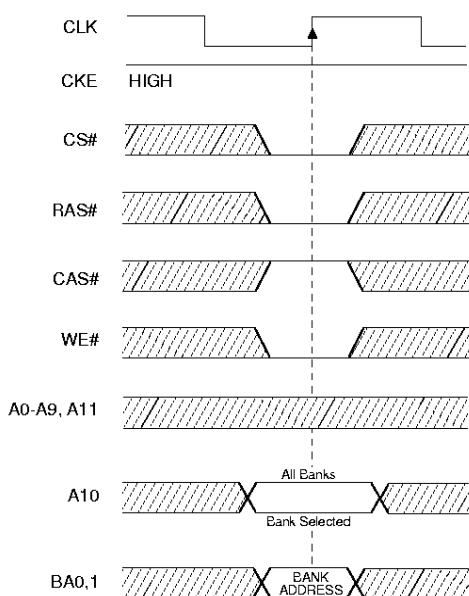 CLK
CKE HIGH
CS#
RAS#
CAS#
WE#
A0-A9, A11
All Banks
A10
Bank Selected
BA0,1 BANK
ADDRESS